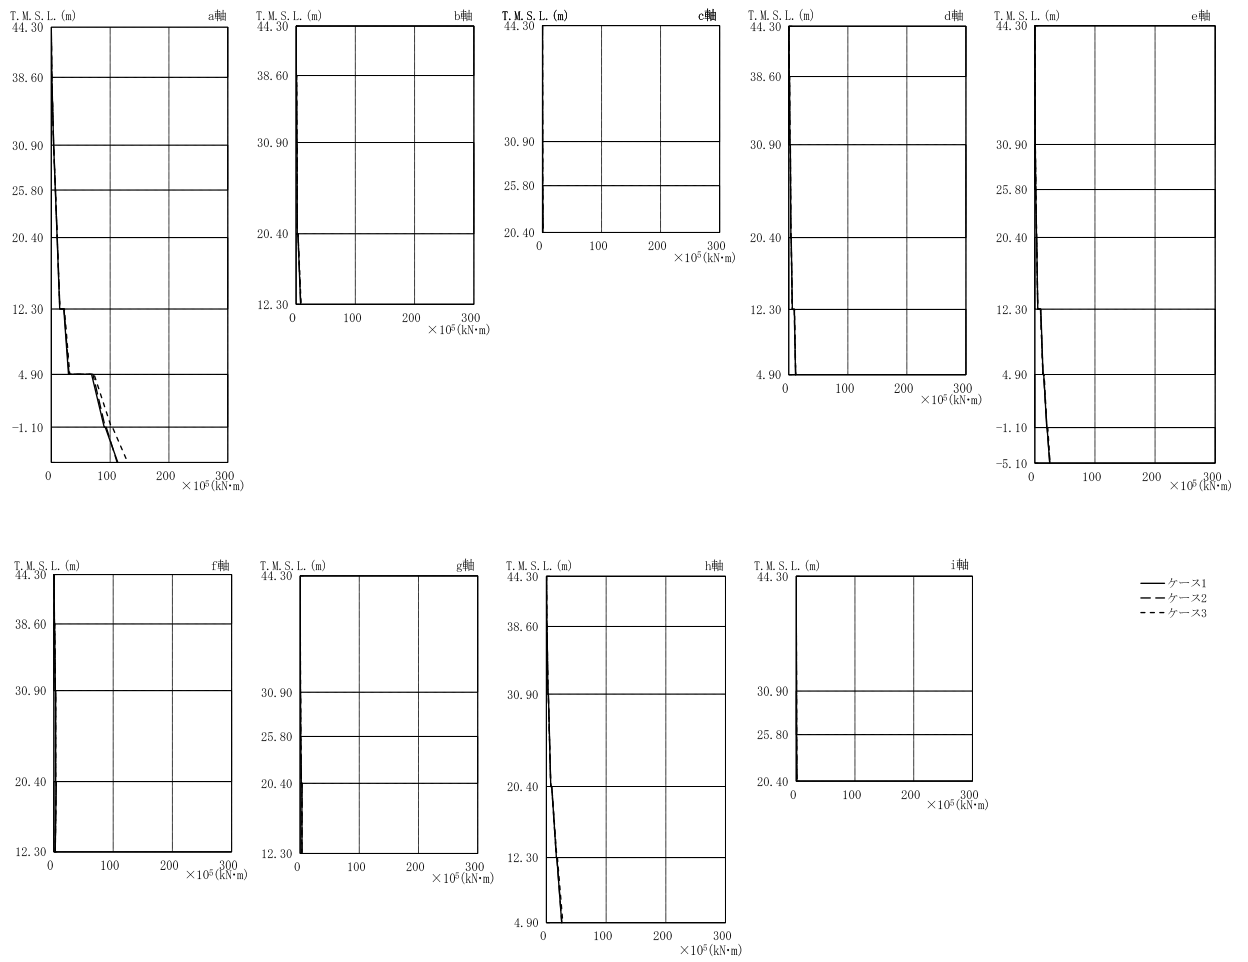 T.M.S.L.(m) a軸
44.30
38.60
30.90
25.80
20.40
12.30
4.90
-1.10
0 100 200 300
×10⁵(kN·m)
T.M.S.L.(m) b軸
44.30
38.60
30.90
20.40
12.30
0 100 200 300
×10⁵(kN·m)
T.M.S.L.(m) c軸
44.30
30.90
25.80
20.40
0 100 200 300
×10⁵(kN·m)
T.M.S.L.(m) d軸
44.30
38.60
30.90
20.40
12.30
4.90
0 100 200 300
×10⁵(kN·m)
T.M.S.L.(m) e軸
44.30
30.90
25.80
20.40
12.30
4.90
-1.10
-5.10
0 100 200 300
×10⁵(kN·m)
T.M.S.L.(m) f軸
44.30
38.60
30.90
20.40
12.30
0 100 200 300
×10⁵(kN·m)
T.M.S.L.(m) g軸
44.30
30.90
25.80
20.40
12.30
0 100 200 300
×10⁵(kN·m)
T.M.S.L.(m) h軸
44.30
38.60
30.90
20.40
12.30
4.90
0 100 200 300
×10⁵(kN·m)
T.M.S.L.(m) i軸
44.30
30.90
25.80
20.40
0 100 200 300
×10⁵(kN·m)
ケース1
ケース2
ケース3